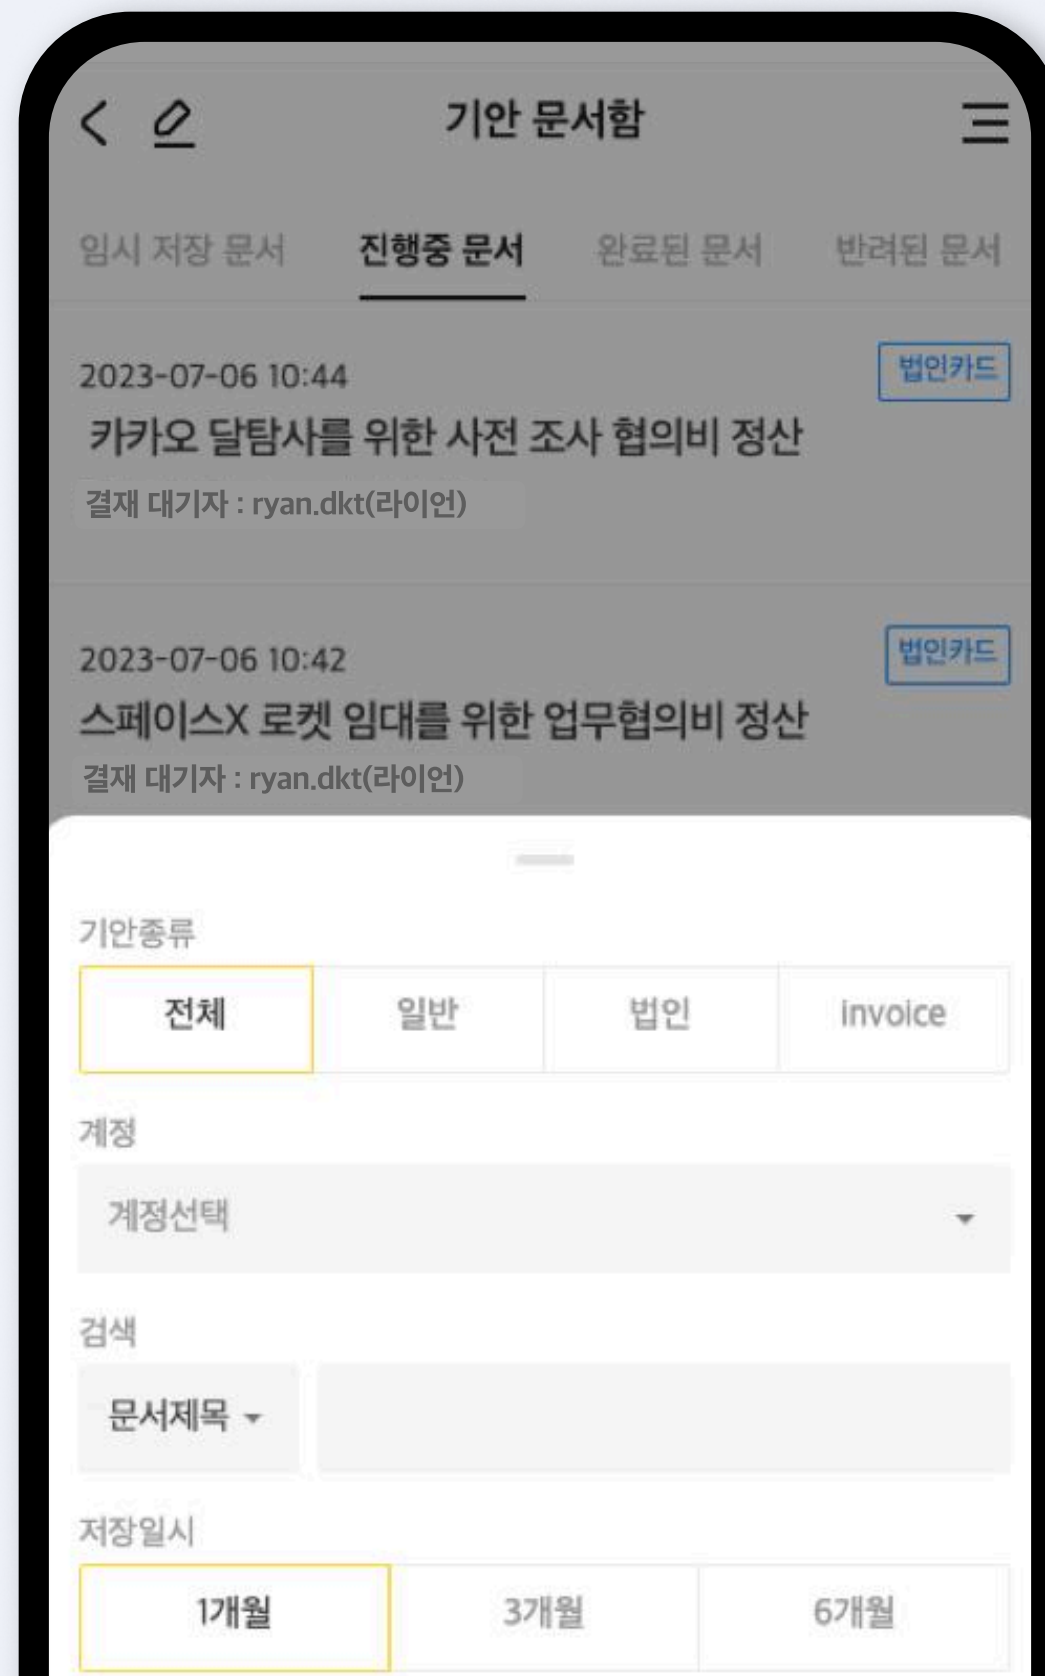 기안 문서함
임시 저장 문서 진행중 문서 완료된 문서 반려된 문서
2023-07-06 10:44 법인카드
카카오 달탐사를 위한 사전 조사 협의비 정산
결재 대기자 : ryan.dkt(라이언)
2023-07-06 10:42 법인카드
스페이스X 로켓 임대를 위한 업무협의비 정산
결재 대기자 : ryan.dkt(라이언)
기안종류
전체 일반 법인 invoice
계정
계정선택
검색
문서제목
저장일시
1개월 3개월 6개월